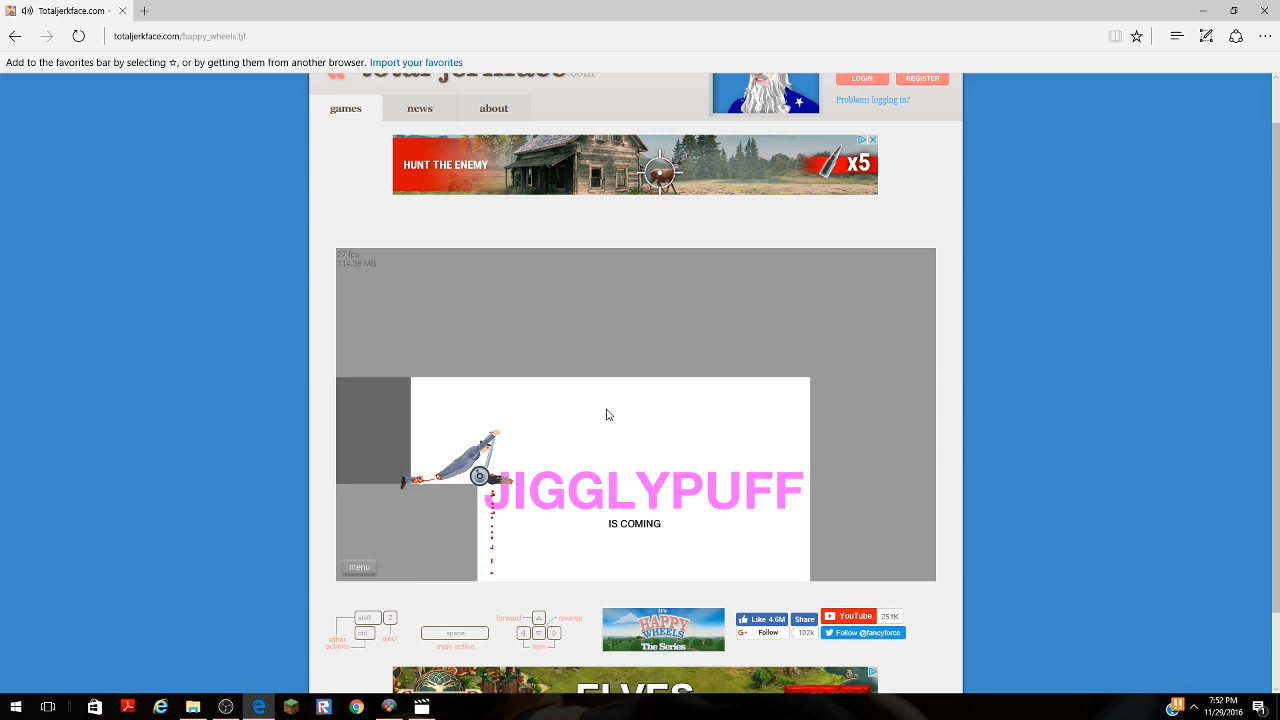 Totaljerkface.com -
totaljerkface.com/happy_wheels.tjf
Add to the favorites bar by selecting ☆, or by getting them from another browser. Import your favorites
total jerkface.com
LOGIN REGISTER
Problems logging in?
games news about
HUNT THE ENEMY x5
27 fps
114.38 MB
JIGGLYPUFF
IS COMING
menu
shift Z
ctrl eject
other
actions
space
main action
forward reverse
lean
It's
HAPPY
WHEELS
The Series
Like 4.6M Share
YouTube 251K
G+ Follow 102k
Follow @fancyforce
ELVES
7:52 PM
11/29/2016